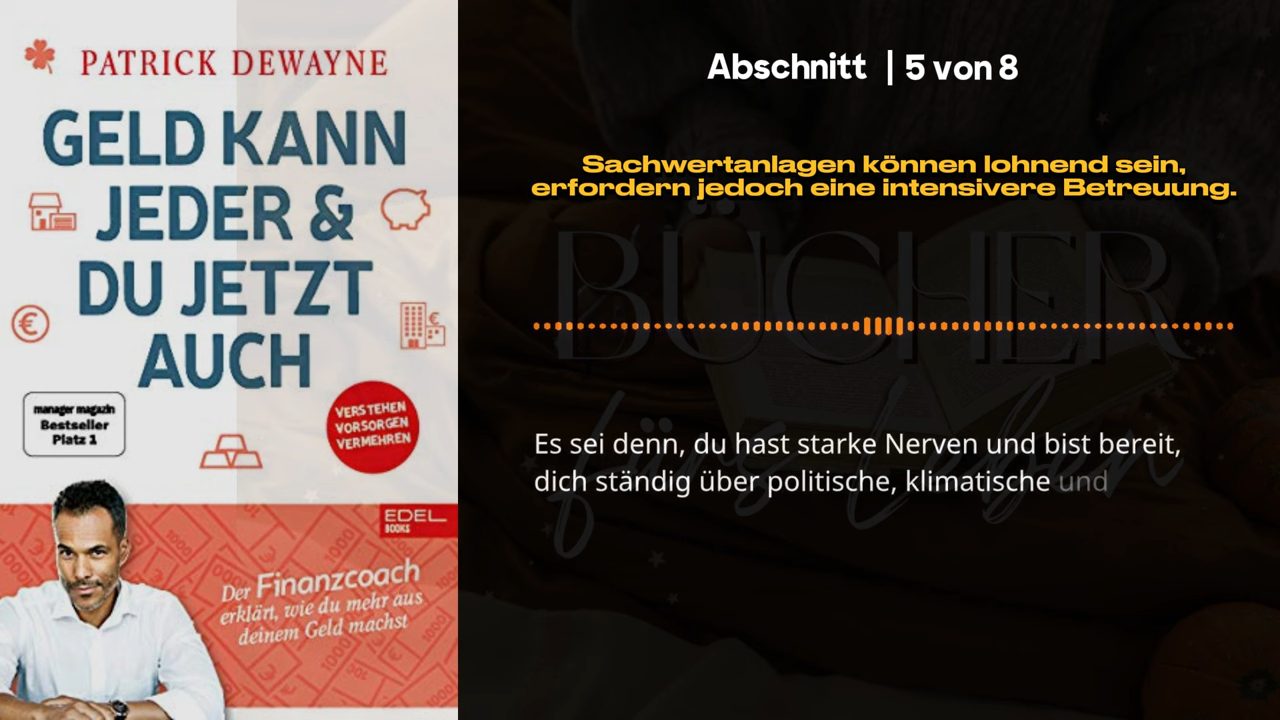 PATRICK DEWAYNE
GELD KANN
JEDER &
DU JETZT
AUCH
manager magazin
Bestseller
Platz 1
VERSTEHEN
VORSORGEN
VERMEHREN
EDEL
BOOKS
Der Finanzcoach
erklärt, wie du mehr aus
deinem Geld machst
Abschnitt | 5 von 8
Sachwertanlagen können lohnend sein,
erfordern jedoch eine intensivere Betreuung.
BÜCHER
fürs Leben
Es sei denn, du hast starke Nerven und bist bereit,
dich ständig über politische, klimatische und